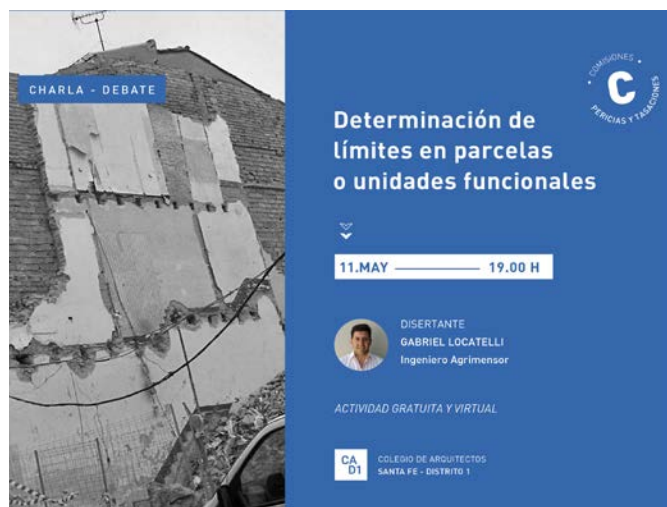 CHARLA - DEBATE
• COMISIONES •
C
PERICIAS Y TASACIONES
Determinación de
límites en parcelas
o unidades funcionales
11.MAY 19.00 H
DISERTANTE
GABRIEL LOCATELLI
Ingeniero Agrimensor
ACTIVIDAD GRATUITA Y VIRTUAL
CA
D1
COLEGIO DE ARQUITECTOS
SANTA FE - DISTRITO 1